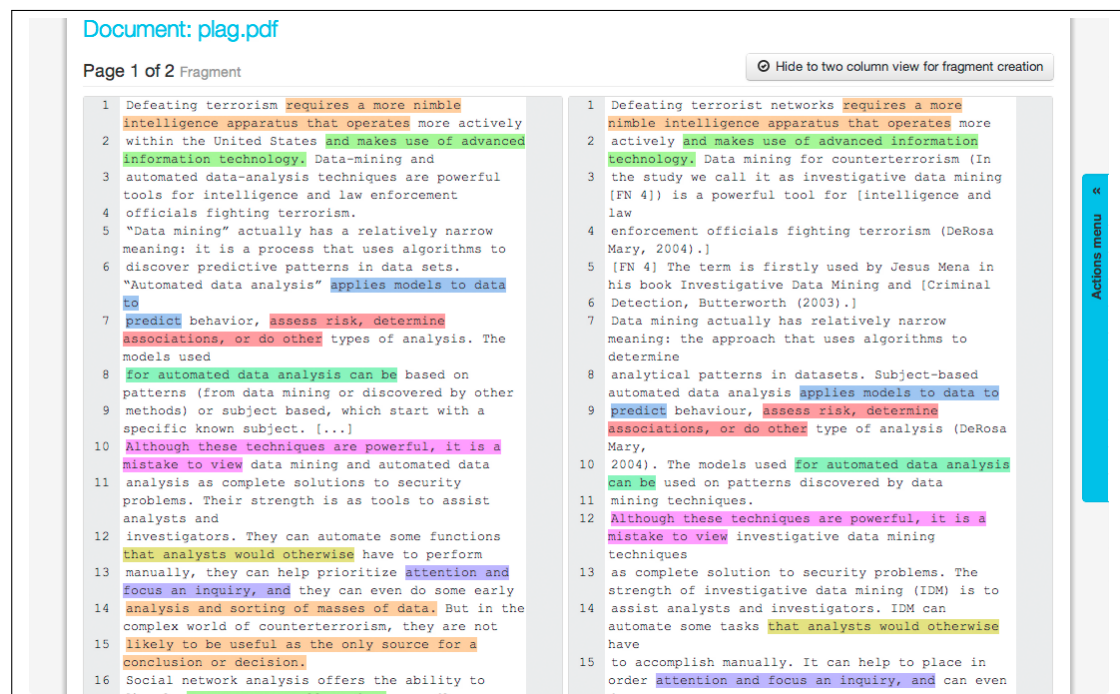 Document: plag.pdf
Page 1 of 2 Fragment
Hide to two column view for fragment creation
1 Defeating terrorism requires a more nimble
intelligence apparatus that operates more actively
2 within the United States and makes use of advanced
information technology. Data-mining and
3 automated data-analysis techniques are powerful
tools for intelligence and law enforcement
4 officials fighting terrorism.
5 “Data mining” actually has a relatively narrow
meaning: it is a process that uses algorithms to
6 discover predictive patterns in data sets.
“Automated data analysis” applies models to data
to
7 predict behavior, assess risk, determine
associations, or do other types of analysis. The
models used
8 for automated data analysis can be based on
patterns (from data mining or discovered by other
9 methods) or subject based, which start with a
specific known subject. [...]
10 Although these techniques are powerful, it is a
mistake to view data mining and automated data
11 analysis as complete solutions to security
problems. Their strength is as tools to assist
analysts and
12 investigators. They can automate some functions
that analysts would otherwise have to perform
13 manually, they can help prioritize attention and
focus an inquiry, and they can even do some early
14 analysis and sorting of masses of data. But in the
complex world of counterterrorism, they are not
15 likely to be useful as the only source for a
conclusion or decision.
16 Social network analysis offers the ability to
1 Defeating terrorist networks requires a more
nimble intelligence apparatus that operates more
2 actively and makes use of advanced information
technology. Data mining for counterterrorism (In
3 the study we call it as investigative data mining
[FN 4]) is a powerful tool for [intelligence and
law
4 enforcement officials fighting terrorism (DeRosa
Mary, 2004).]
5 [FN 4] The term is firstly used by Jesus Mena in
his book Investigative Data Mining and [Criminal
6 Detection, Butterworth (2003).]
7 Data mining actually has relatively narrow
meaning: the approach that uses algorithms to
determine
8 analytical patterns in datasets. Subject-based
automated data analysis applies models to data to
9 predict behaviour, assess risk, determine
associations, or do other type of analysis (DeRosa
Mary,
10 2004). The models used for automated data analysis
can be used on patterns discovered by data
11 mining techniques.
12 Although these techniques are powerful, it is a
mistake to view investigative data mining
techniques
13 as complete solution to security problems. The
strength of investigative data mining (IDM) is to
14 assist analysts and investigators. IDM can
automate some tasks that analysts would otherwise
have
15 to accomplish manually. It can help to place in
order attention and focus an inquiry, and can even
« Actions menu